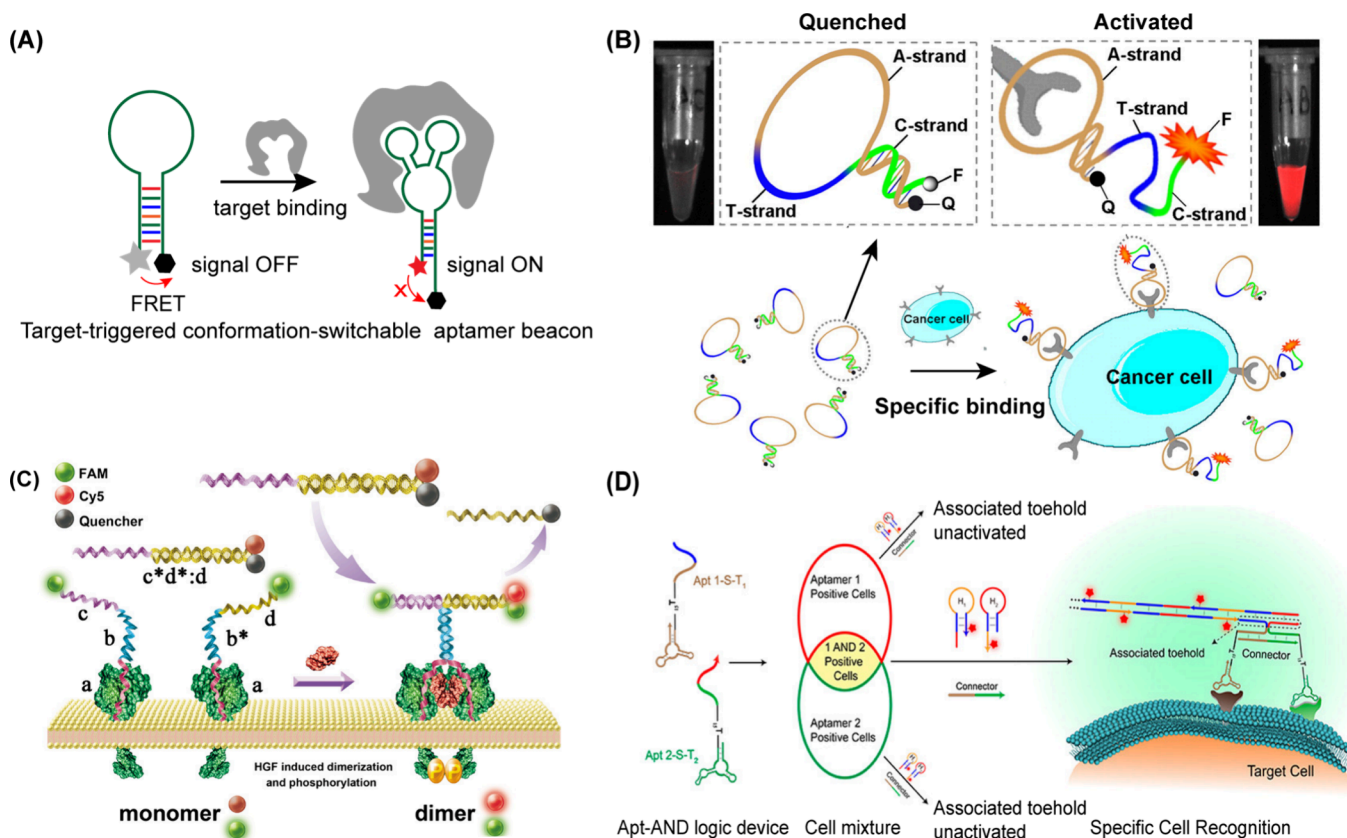 (A)
target binding
signal OFF
FRET
signal ON
x
Target-triggered conformation-switchable aptamer beacon
(B)
Quenched
Activated
A-strand
C-strand
F
Q
T-strand
A B
A-strand
T-strand
F
Q
C-strand
Cancer cell
Specific binding
Cancer cell
(C)
FAM
Cy5
Quencher
c*d*:d
c
b
a
d
b*
a
HGF induced dimerization
and phosphorylation
monomer
dimer
(D)
Apt 1-S-T1
Apt 2-S-T2
Apt-AND logic device
Aptamer 1
Positive Cells
1 AND 2
Positive
Cells
Aptamer 2
Positive Cells
Cell mixture
Connector
Associated toehold
unactivated
H1
H2
Connector
Connector
Associated toehold
unactivated
Associated toehold
Connector
Target Cell
Specific Cell Recognition